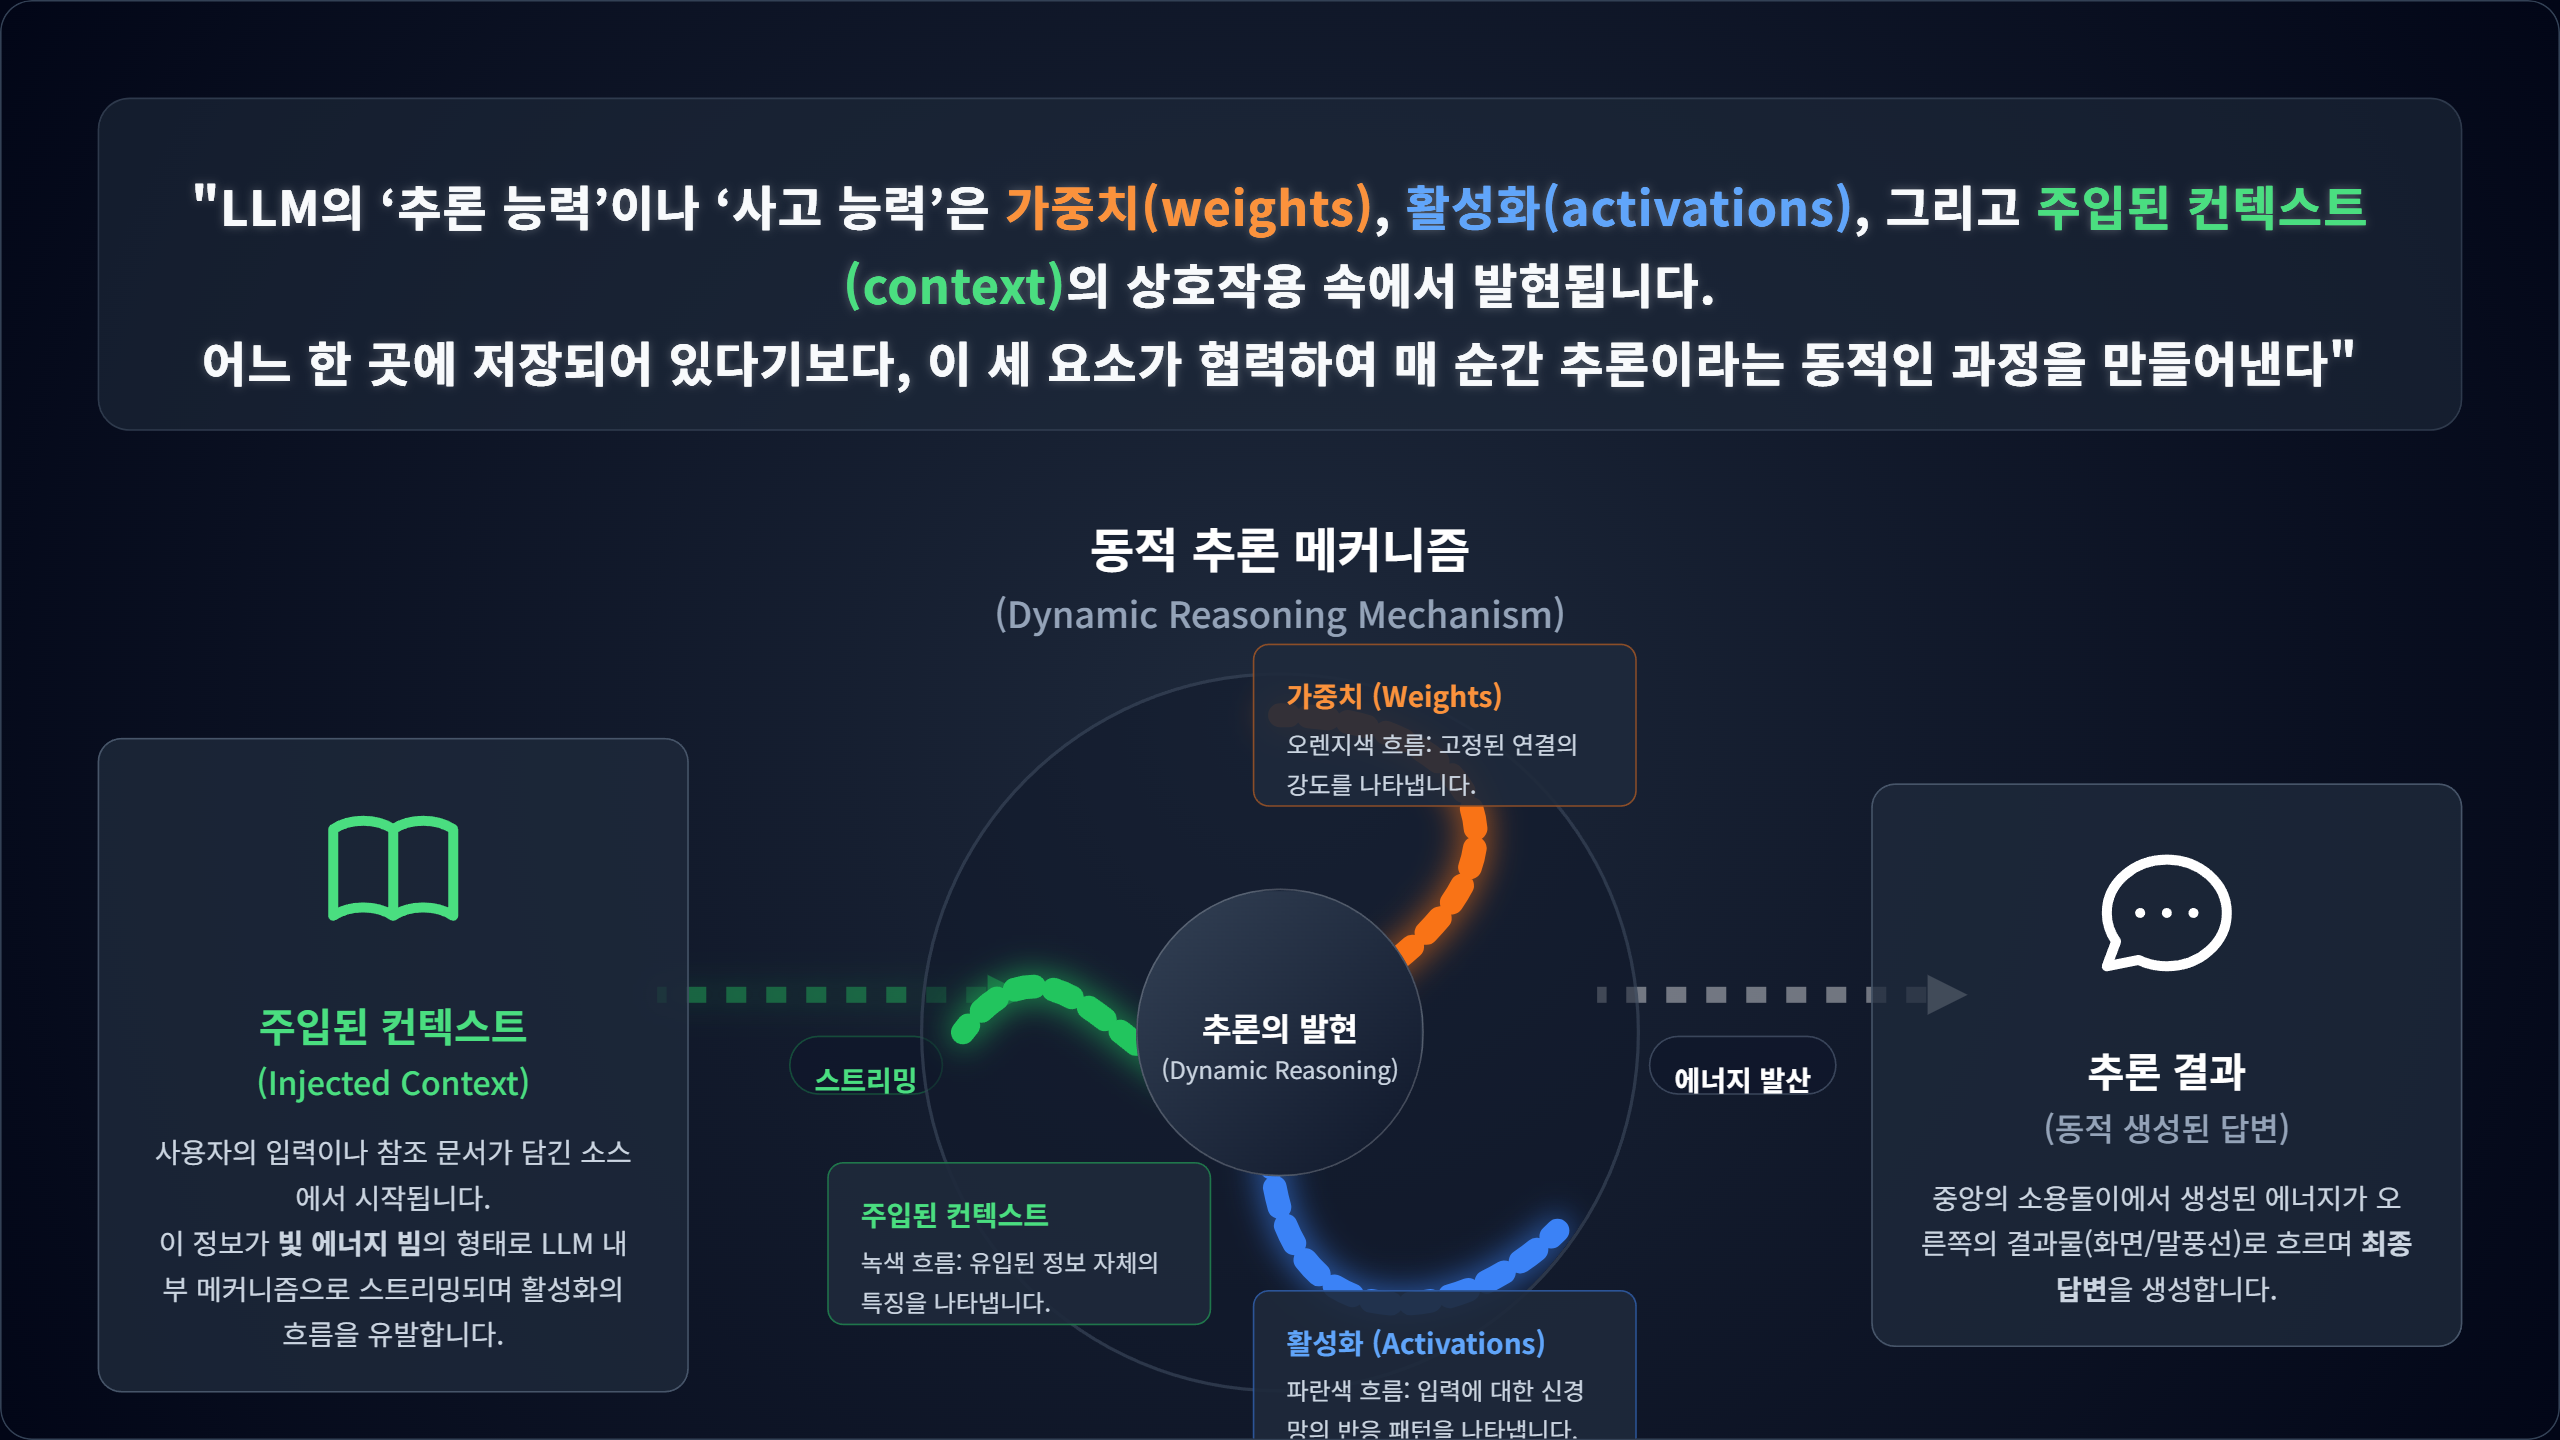 "LLM의 ‘추론 능력’이나 ‘사고 능력’은 가중치(weights), 활성화(activations), 그리고 주입된 컨텍스트
(context)의 상호작용 속에서 발현됩니다.
어느 한 곳에 저장되어 있다기보다, 이 세 요소가 협력하여 매 순간 추론이라는 동적인 과정을 만들어낸다"
동적 추론 메커니즘
(Dynamic Reasoning Mechanism)
주입된 컨텍스트
(Injected Context)
사용자의 입력이나 참조 문서가 담긴 소스
에서 시작됩니다.
이 정보가 빛 에너지 빔의 형태로 LLM 내
부 메커니즘으로 스트리밍되며 활성화의
흐름을 유발합니다.
스트리밍
가중치 (Weights)
오렌지색 흐름: 고정된 연결의
강도를 나타냅니다.
추론의 발현
(Dynamic Reasoning)
주입된 컨텍스트
녹색 흐름: 유입된 정보 자체의
특징을 나타냅니다.
활성화 (Activations)
파란색 흐름: 입력에 대한 신경
망의 반응 패턴을 나타냅니다.
에너지 발산
추론 결과
(동적 생성된 답변)
중앙의 소용돌이에서 생성된 에너지가 오
른쪽의 결과물(화면/말풍선)로 흐르며 최종
답변을 생성합니다.